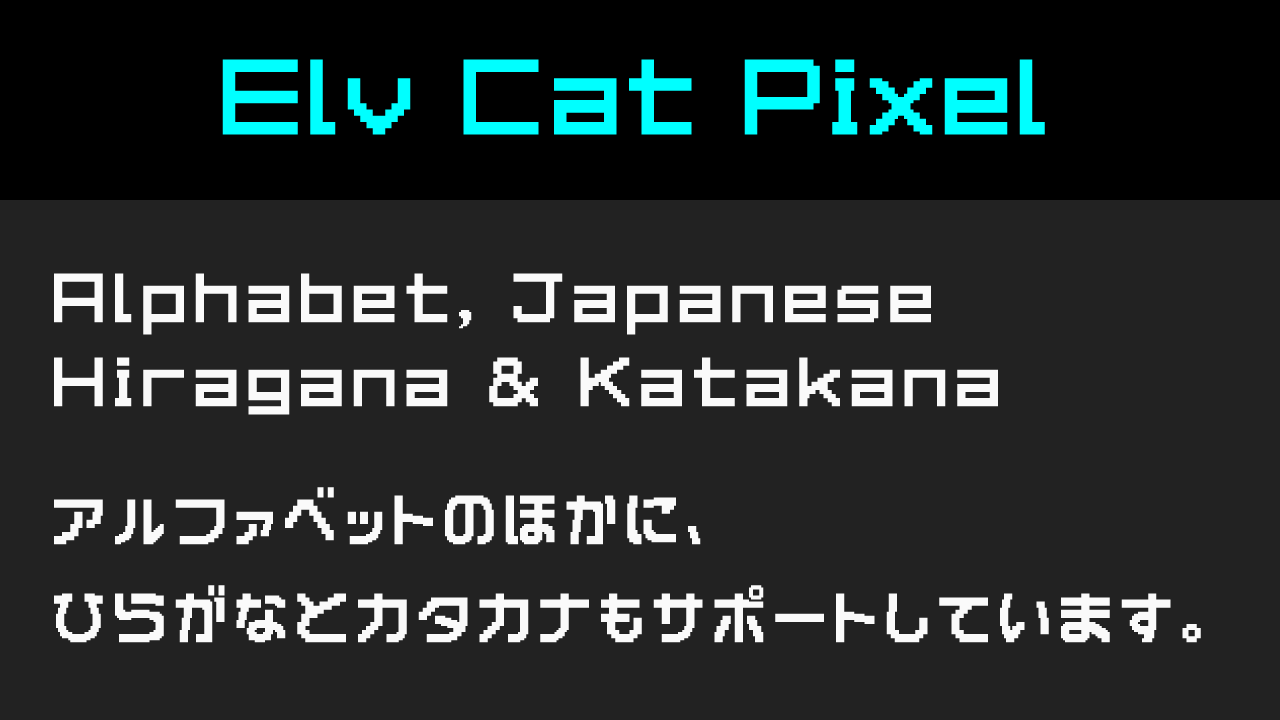 Elv Cat Pixel
Alphabet, Japanese
Hiragana & Katakana
アルファベットのほかに、
ひらがなとカタカナもサポートしています。